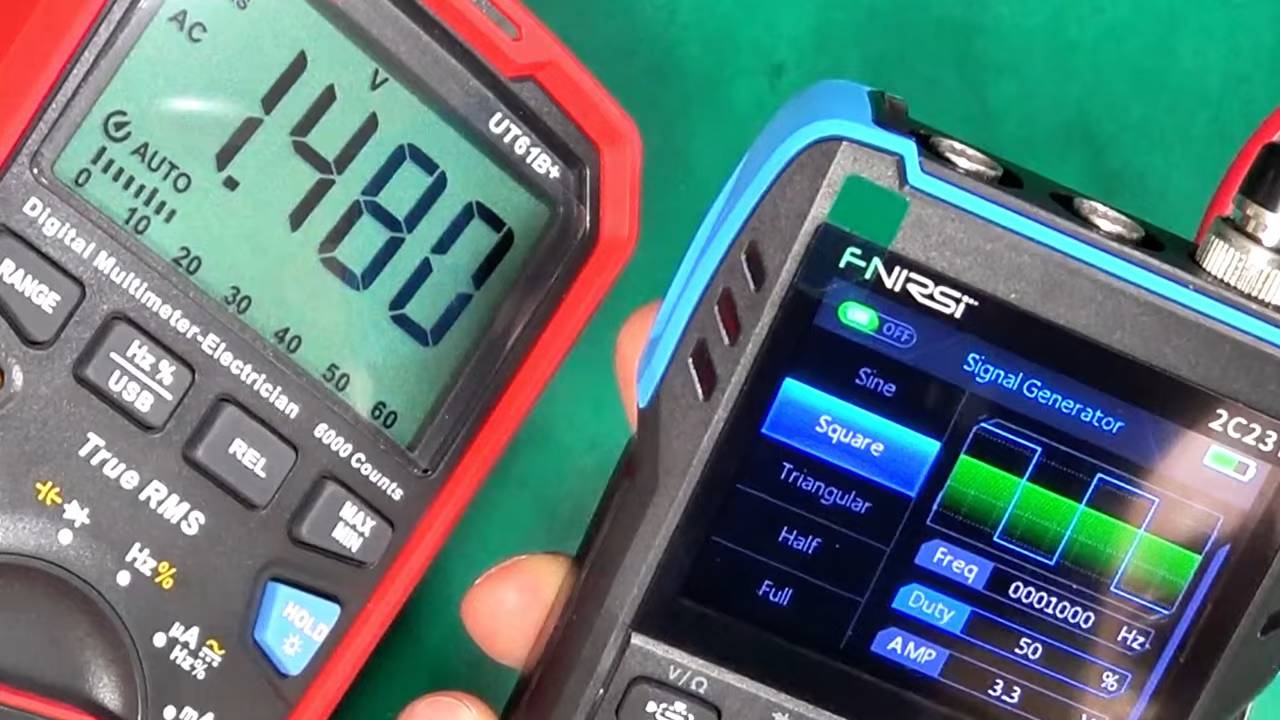 AC
V
1.480
AUTO
0 10 20 30 40 50 60
UT61B+
Digital Multimeter-Electrician
6000 Counts
RANGE
Hz %
USB
REL
MAX
MIN
True RMS
Hz%
HOLD
μA
Hz%
FNIRSI
OFF
Signal Generator
2C23
Sine
Square
Triangular
Half
Full
Freq 0001000 Hz
Duty 50 %
AMP 3.3
V/Ω